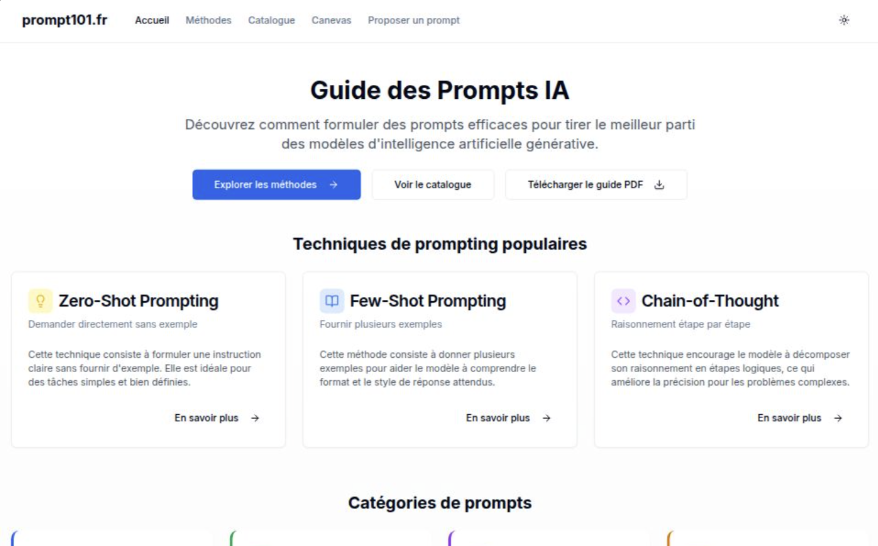 prompt101.fr Accueil Méthodes Catalogue Canevas Proposer un prompt
Guide des Prompts IA
Découvrez comment formuler des prompts efficaces pour tirer le meilleur parti
des modèles d'intelligence artificielle générative.
Explorer les méthodes Voir le catalogue Télécharger le guide PDF
Techniques de prompting populaires
Zero-Shot Prompting
Demander directement sans exemple
Cette technique consiste à formuler une instruction
claire sans fournir d'exemple. Elle est idéale pour
des tâches simples et bien définies.
En savoir plus
Few-Shot Prompting
Fournir plusieurs exemples
Cette méthode consiste à donner plusieurs
exemples pour aider le modèle à comprendre le
format et le style de réponse attendus.
En savoir plus
Chain-of-Thought
Raisonnement étape par étape
Cette technique encourage le modèle à décomposer
son raisonnement en étapes logiques, ce qui
améliore la précision pour les problèmes complexes.
En savoir plus
Catégories de prompts